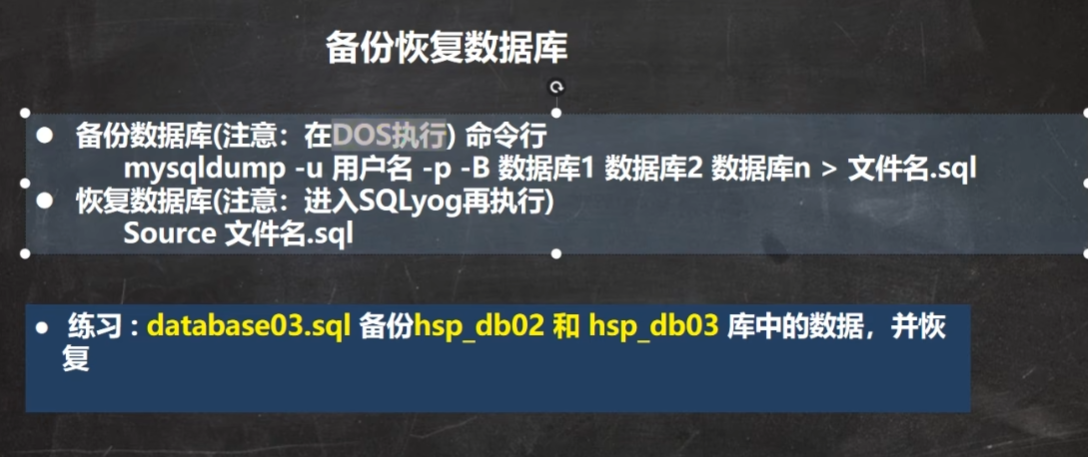 备份恢复数据库
● 备份数据库(注意：在DOS执行) 命令行
mysqldump -u 用户名 -p -B 数据库1 数据库2 数据库n > 文件名.sql
● 恢复数据库(注意：进入SQLyog再执行)
Source 文件名.sql
● 练习 : database03.sql 备份hsp_db02 和 hsp_db03 库中的数据，并恢
复